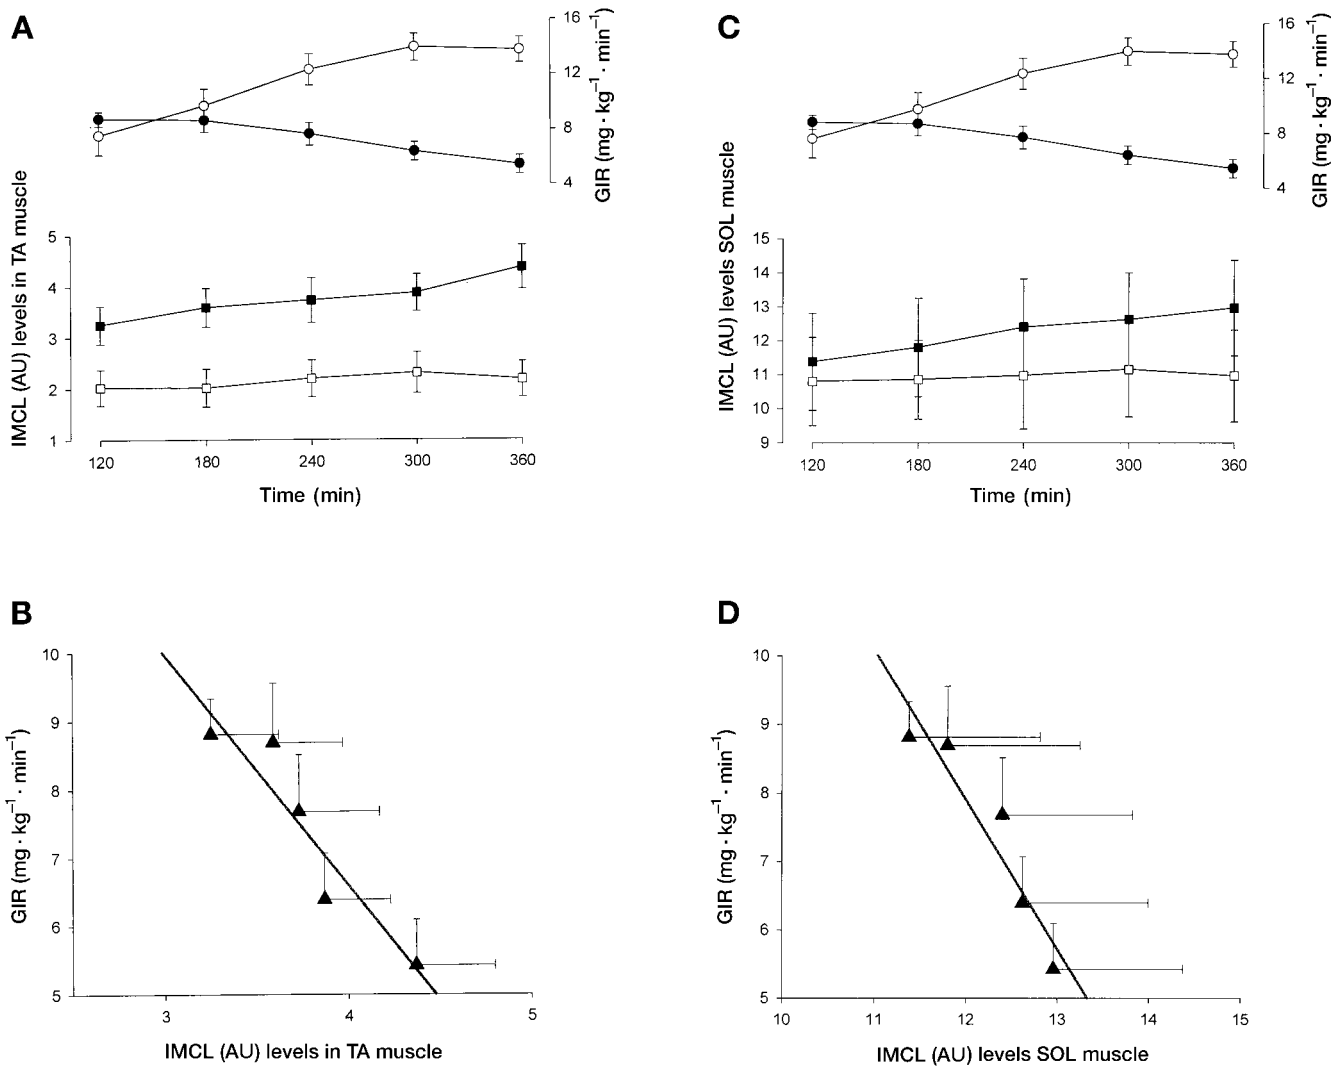 A
IMCL (AU) levels in TA muscle
5
4
3
2
1
16
12
8
4
GIR (mg · kg⁻¹ · min⁻¹)
120 180 240 300 360
Time (min)
C
IMCL (AU) levels SOL muscle
15
14
13
12
11
10
9
16
12
8
4
GIR (mg · kg⁻¹ · min⁻¹)
120 180 240 300 360
Time (min)
B
GIR (mg · kg⁻¹ · min⁻¹)
10
9
8
7
6
5
3 4 5
IMCL (AU) levels in TA muscle
D
GIR (mg · kg⁻¹ · min⁻¹)
10
9
8
7
6
5
10 11 12 13 14 15
IMCL (AU) levels SOL muscle